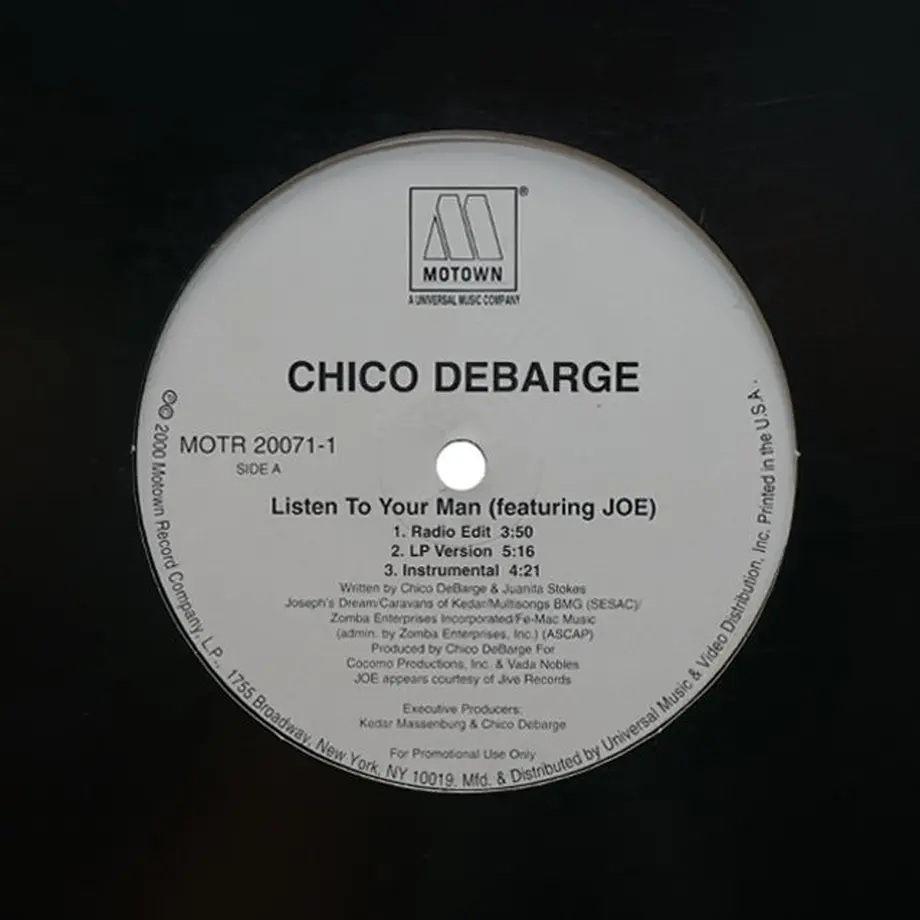 ®
MOTOWN
A UNIVERSAL MUSIC COMPANY
CHICO DEBARGE
MOTR 20071-1
SIDE A
Listen To Your Man (featuring JOE)
1. Radio Edit 3:50
2. LP Version 5:16
3. Instrumental 4:21
Written by Chico DeBarge & Juanita Stokes
Joseph's Dream/Caravans of Kedar/Multisongs BMG (SESAC)/
Zomba Enterprises Incorporated/Fe-Mac Music
(admin. by Zomba Enterprises, Inc.) (ASCAP)
Produced by Chico DeBarge For
Cocomo Productions, Inc. & Vada Nobles
JOE appears courtesy of Jive Records
Executive Producers:
Kedar Massenburg & Chico Debarge
For Promotional Use Only
℗© 2000 Motown Record Company, L.P., 1755 Broadway, New York, NY 10019. Mfd. & Distributed by Universal Music & Video Distribution, Inc. Printed in the U.S.A.